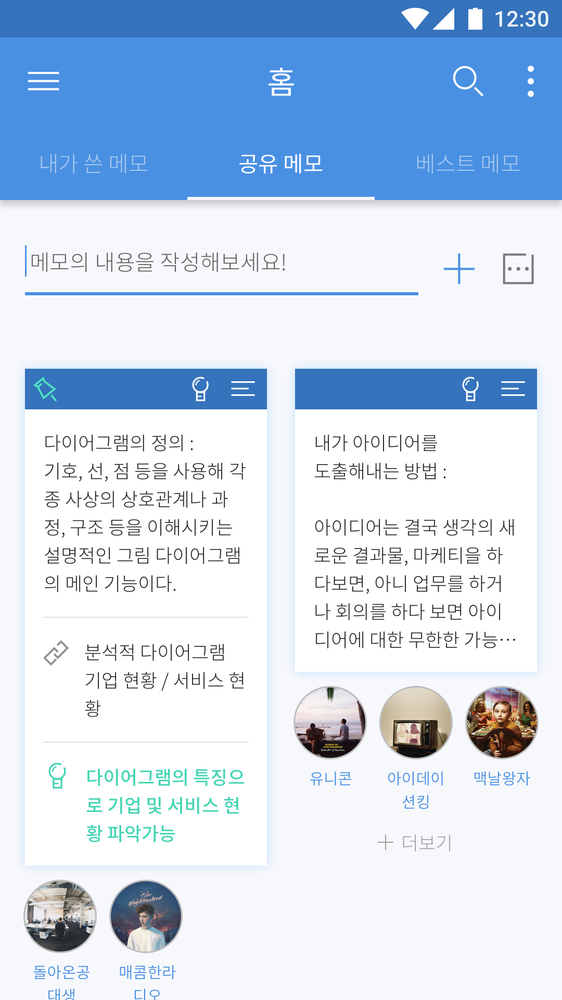 12:30
홈
내가 쓴 메모
공유 메모
베스트 메모
메모의 내용을 작성해보세요!
다이어그램의 정의 :
기호, 선, 점 등을 사용해 각
종 사상의 상호관계나 과
정, 구조 등을 이해시키는
설명적인 그림 다이어그램
의 메인 기능이다.
분석적 다이어그램
기업 현황 / 서비스 현
황
다이어그램의 특징으
로 기업 및 서비스 현
황 파악가능
돌아온공
대생
매콤한라
디오
내가 아이디어를
도출해내는 방법 :
아이디어는 결국 생각의 새
로운 결과물, 마케티을 하
다보면, 아니 업무를 하거
나 회의를 하다 보면 아이
디어에 대한 무한한 가능…
KINGS OF
CONVENIENCE
Declaration of Dependence
유니콘
아이데이
션킹
맥날왕자
더보기
Blue
Neighbourhood